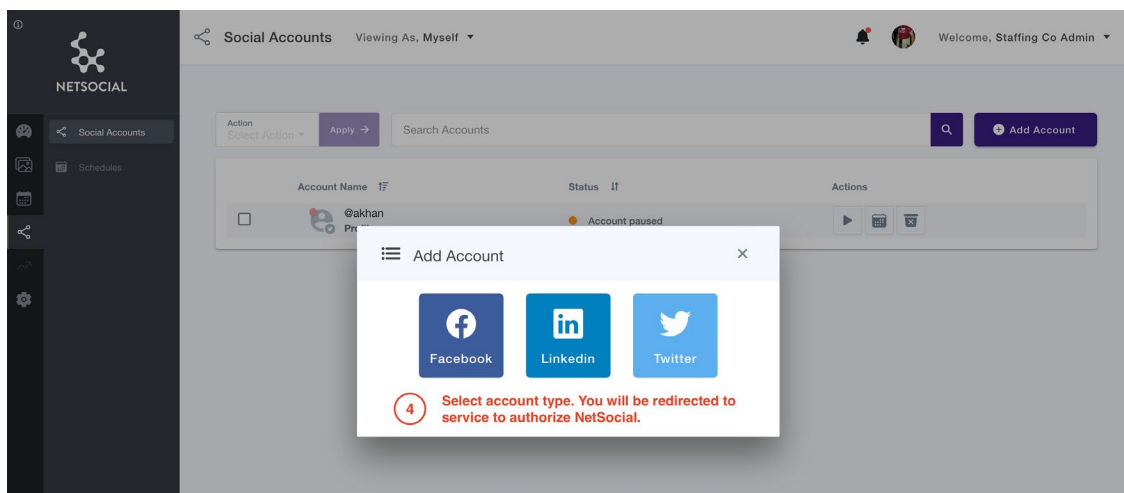 NETSOCIAL
Social Accounts
Schedules
Social Accounts Viewing As, Myself
Welcome, Staffing Co Admin
Action
Select Action
Apply →
Search Accounts
Add Account
Account Name Status Actions
@akhan
Account paused
Add Account
Facebook Linkedin Twitter
4 Select account type. You will be redirected to
service to authorize NetSocial.